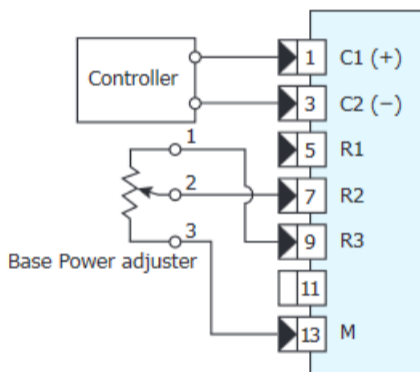 Controller
1 C1 (+)
3 C2 (−)
1
5 R1
2
7 R2
3
9 R3
Base Power adjuster
11
13 M